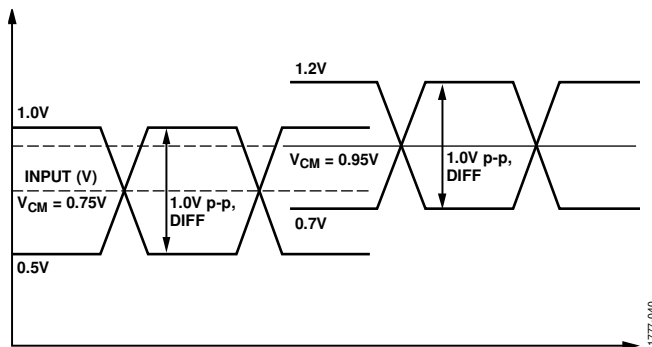 1.2V
1.0V
INPUT (V)
V_CM = 0.75V
1.0V p-p,
DIFF
0.5V
V_CM = 0.95V
1.0V p-p,
DIFF
0.7V